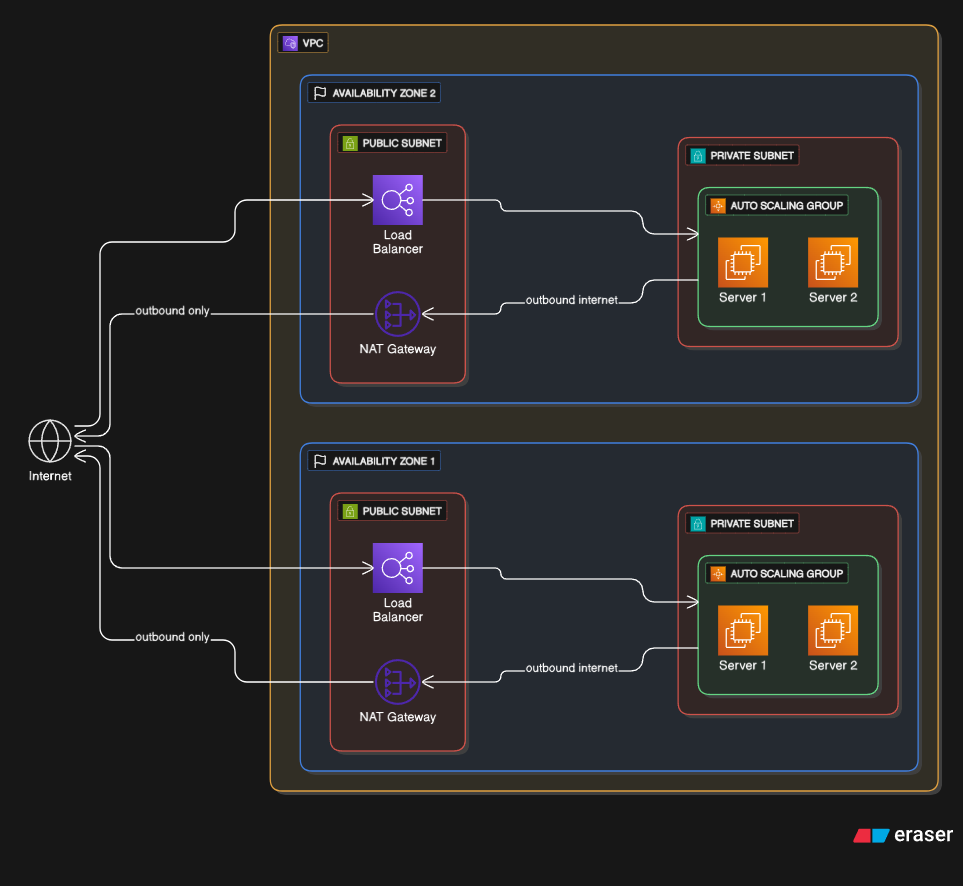 VPC
AVAILABILITY ZONE 2
PUBLIC SUBNET
PRIVATE SUBNET
AUTO SCALING GROUP
Load
Balancer
Server 1
Server 2
outbound internet
outbound only
NAT Gateway
Internet
AVAILABILITY ZONE 1
PUBLIC SUBNET
PRIVATE SUBNET
AUTO SCALING GROUP
Load
Balancer
Server 1
Server 2
outbound only
outbound internet
NAT Gateway
eraser